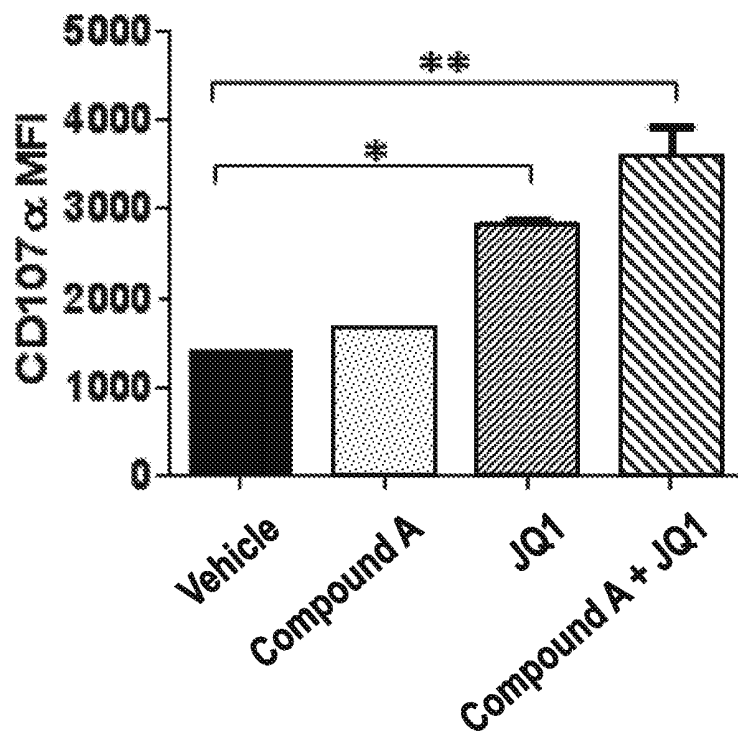 CD107α MFI
5000
4000
3000
2000
1000
0
**
*
Vehicle
Compound A
JQ1
Compound A + JQ1